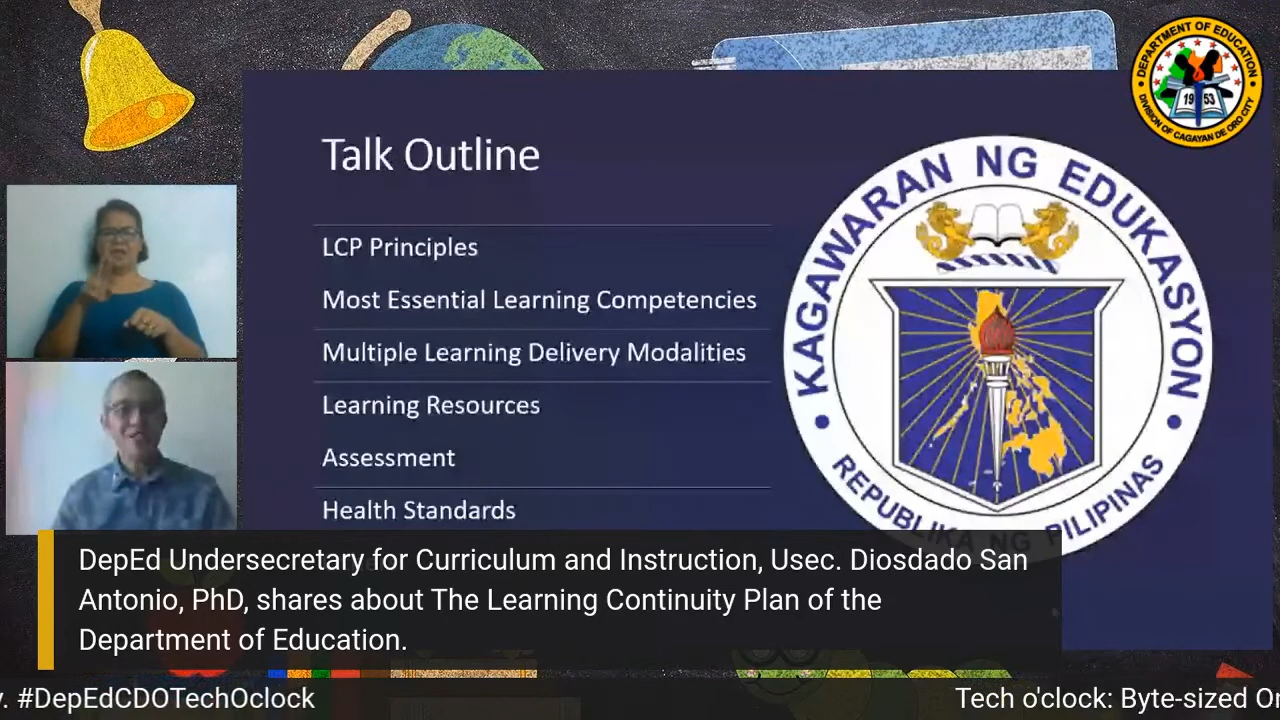 DEPARTMENT OF EDUCATION
1953
DIVISION OF CAGAYAN DE ORO CITY
Talk Outline
LCP Principles
Most Essential Learning Competencies
Multiple Learning Delivery Modalities
Learning Resources
Assessment
Health Standards
KAGAWARAN NG EDUKASYON
REPUBLIKA NG PILIPINAS
DepEd Undersecretary for Curriculum and Instruction, Usec. Diosdado San
Antonio, PhD, shares about The Learning Continuity Plan of the
Department of Education.
. #DepEdCDOTechOclock
Tech o'clock: Byte-sized